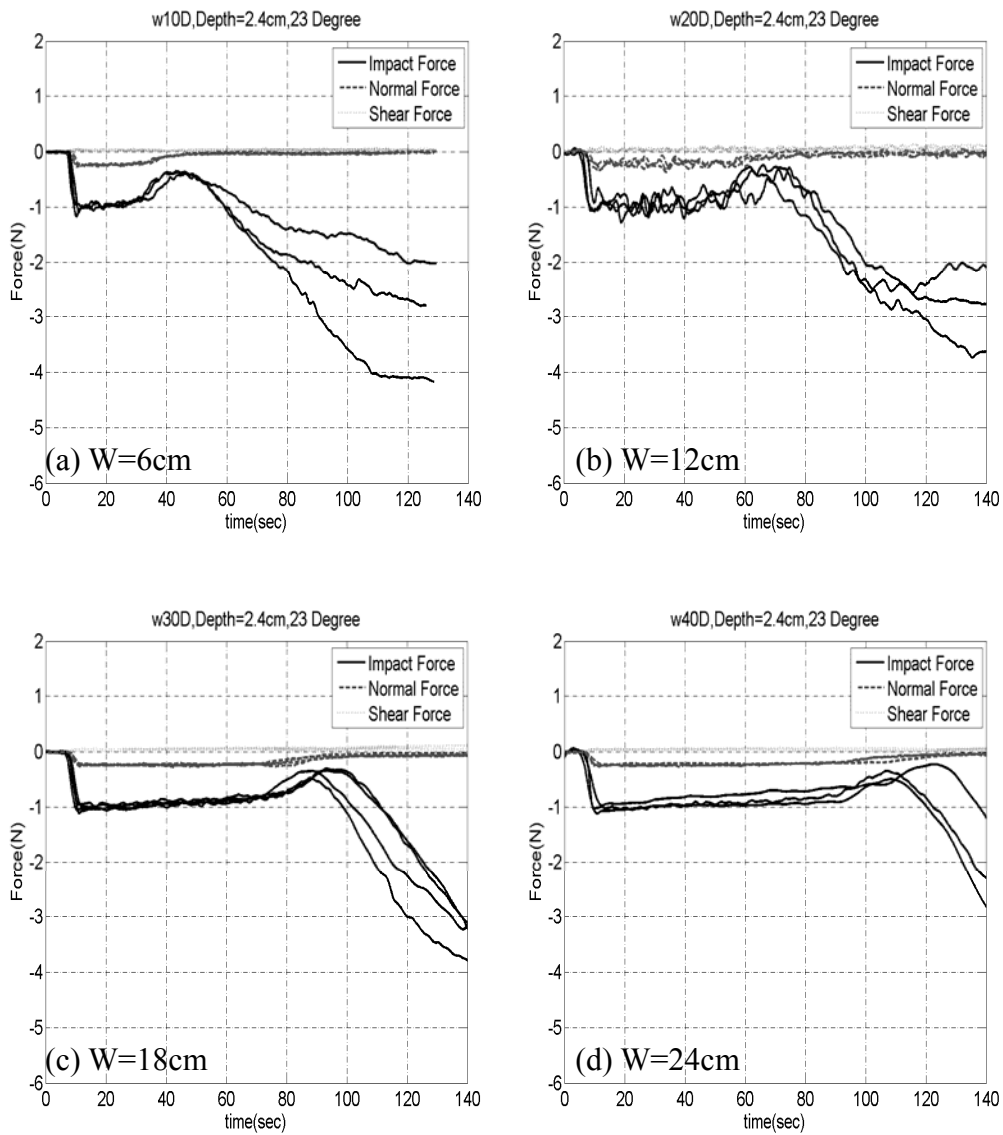 w10D,Depth=2.4cm,23 Degree
2
1
0
-1
-2
-3
-4
-5
-6
Force(N)
Impact Force
Normal Force
Shear Force
(a) W=6cm
0 20 40 60 80 100 120 140
time(sec)
w20D,Depth=2.4cm,23 Degree
2
1
0
-1
-2
-3
-4
-5
-6
Force(N)
Impact Force
Normal Force
Shear Force
(b) W=12cm
0 20 40 60 80 100 120 140
time(sec)
w30D,Depth=2.4cm,23 Degree
2
1
0
-1
-2
-3
-4
-5
-6
Force(N)
Impact Force
Normal Force
Shear Force
(c) W=18cm
0 20 40 60 80 100 120 140
time(sec)
w40D,Depth=2.4cm,23 Degree
2
1
0
-1
-2
-3
-4
-5
-6
Force(N)
Impact Force
Normal Force
Shear Force
(d) W=24cm
0 20 40 60 80 100 120 140
time(sec)